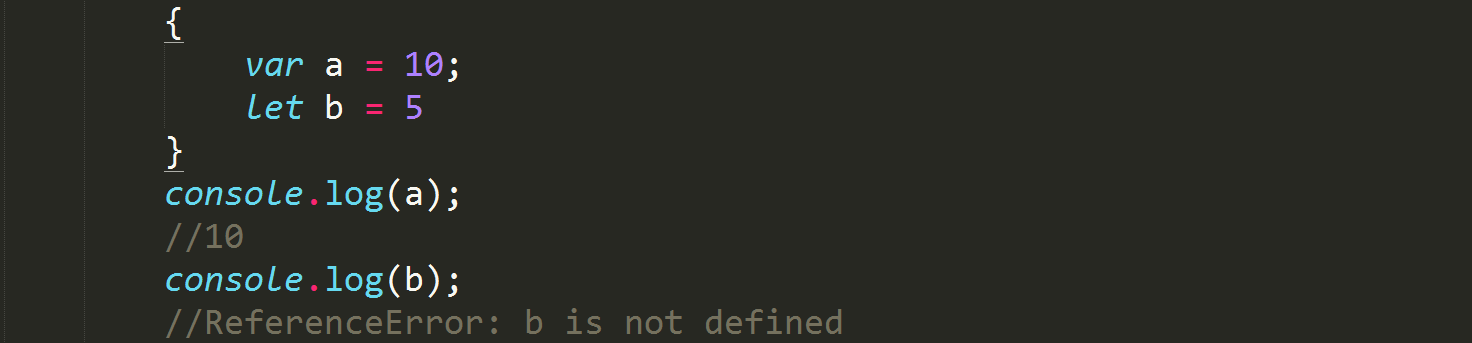 {
var a = 10;
let b = 5
}
console.log(a);
//10
console.log(b);
//ReferenceError: b is not defined